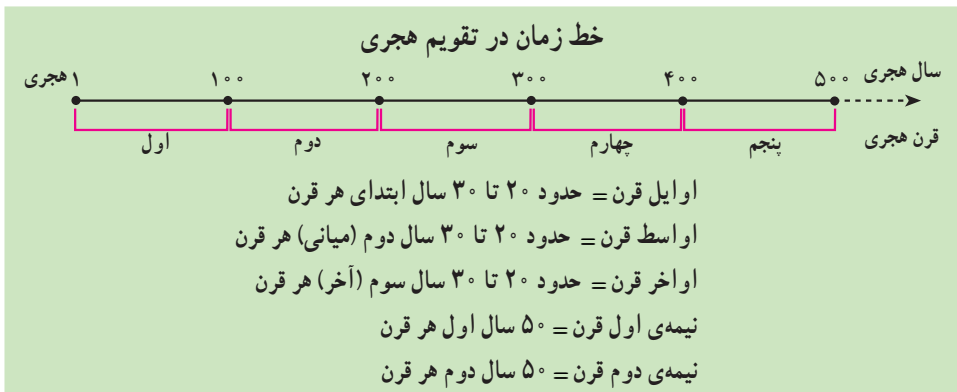 خط زمان در تقویم هجری
۱ هجری ۱۰۰ ۲۰۰ ۳۰۰ ۴۰۰ ۵۰۰ سال هجری
اول دوم سوم چهارم پنجم قرن هجری
اوایل قرن = حدود ۲۰ تا ۳۰ سال ابتدای هر قرن
اواسط قرن = حدود ۲۰ تا ۳۰ سال دوم (میانی) هر قرن
اواخر قرن = حدود ۲۰ تا ۳۰ سال سوم (آخر) هر قرن
نیمه‌ی اول قرن = ۵۰ سال اول هر قرن
نیمه‌ی دوم قرن = ۵۰ سال دوم هر قرن